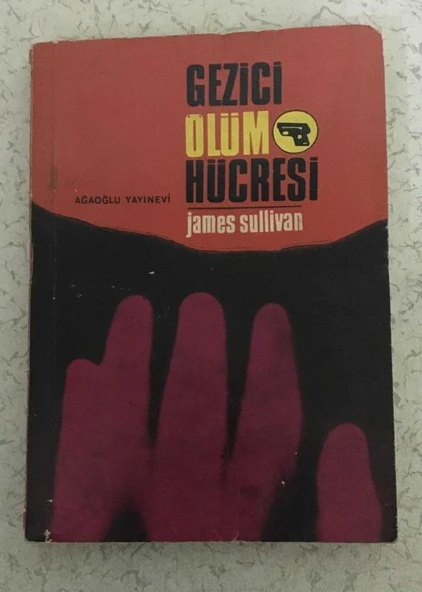 GEZİCİ
ÖLÜM
HÜCRESİ
AĞAOĞLU YAYINEVİ
james sullivan